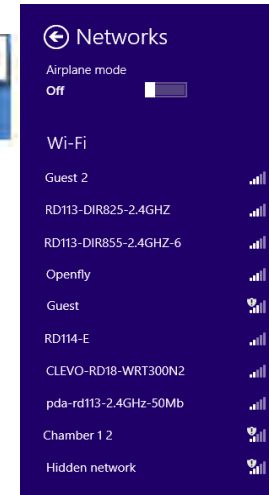 Networks
Airplane mode
Off
Wi-Fi
Guest 2
RD113-DIR825-2.4GHZ
RD113-DIR855-2.4GHZ-6
Openfly
Guest
RD114-E
CLEVO-RD18-WRT300N2
pda-rd113-2.4GHz-50Mb
Chamber 1 2
Hidden network